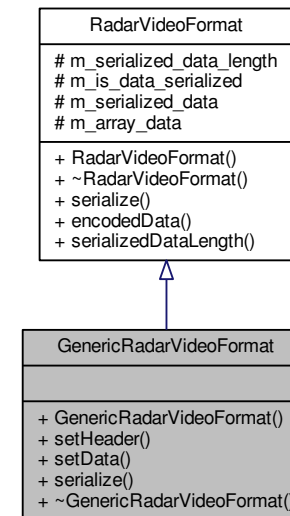 RadarVideoFormat
# m_serialized_data_length
# m_is_data_serialized
# m_serialized_data
# m_array_data
+ RadarVideoFormat()
+ ~RadarVideoFormat()
+ serialize()
+ encodedData()
+ serializedDataLength()
GenericRadarVideoFormat
+ GenericRadarVideoFormat()
+ setHeader()
+ setData()
+ serialize()
+ ~GenericRadarVideoFormat()